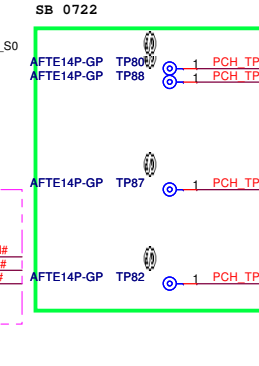 SB 0722
_S0
AFTE14P-GP TP80 1 PCH_TP
AFTE14P-GP TP88 1 PCH_TP
AFTE14P-GP TP87 1 PCH_TP
#
#
AFTE14P-GP TP82 1 PCH_TP